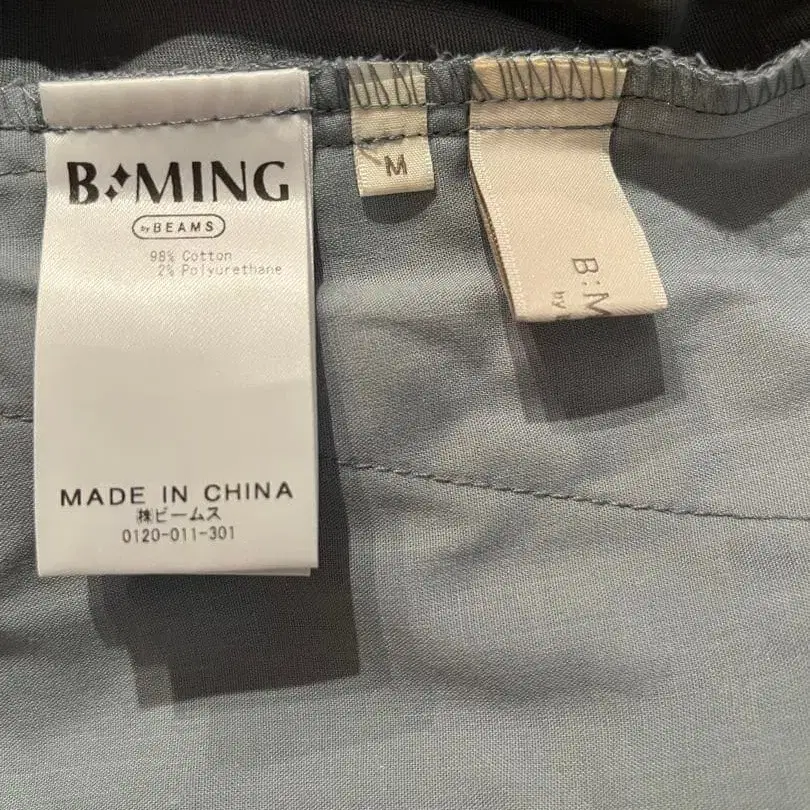 B:MING
by BEAMS
98% Cotton
2% Polyurethane
MADE IN CHINA
㈱ビームス
0120-011-301
M
B:M
by